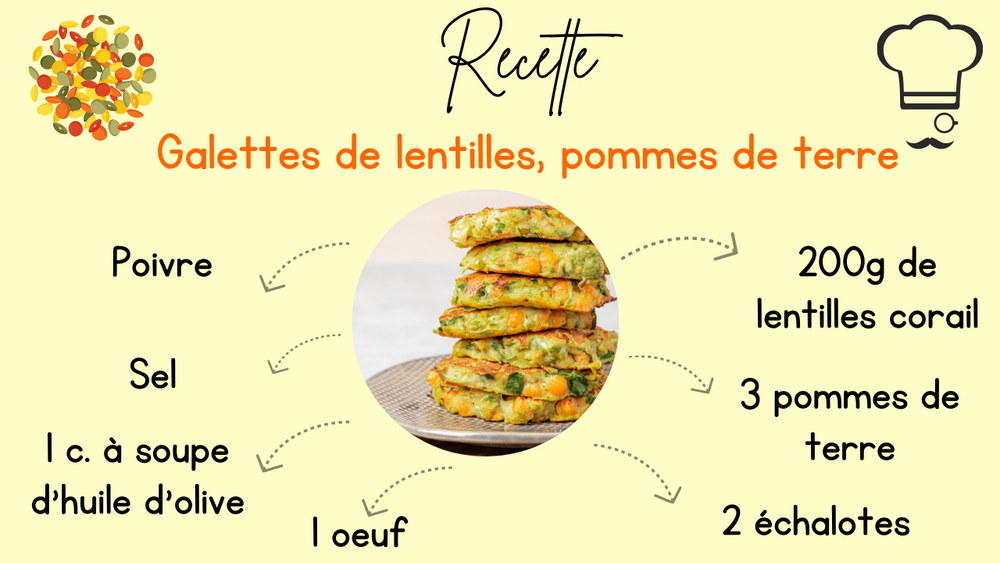 Recette
Galettes de lentilles, pommes de terre
Poivre
Sel
1 c. à soupe
d'huile d'olive
1 oeuf
200g de
lentilles corail
3 pommes de
terre
2 échalotes